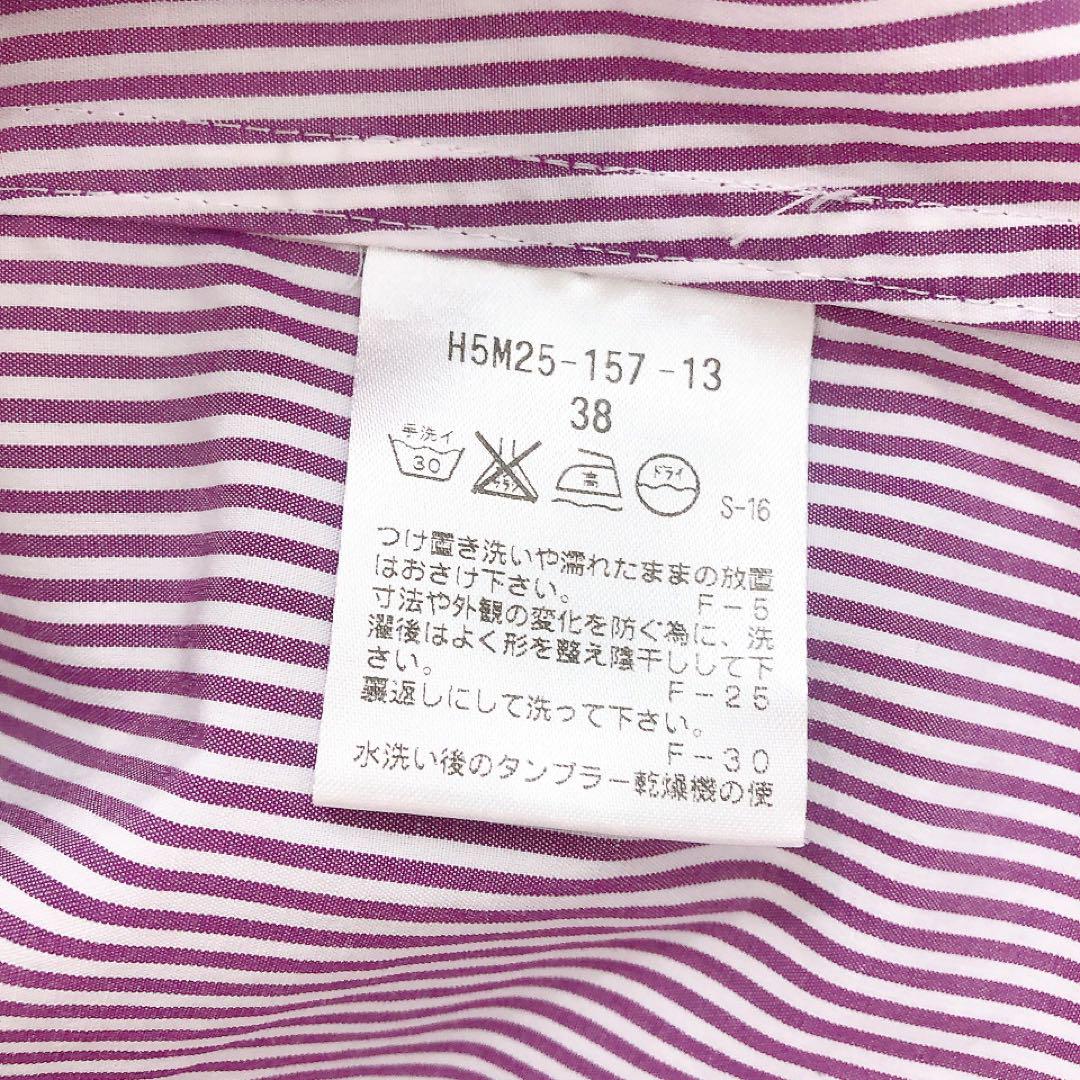 H5M25-157-13
38
手洗イ
30
高
ドライ
S-16
つけ置き洗いや濡れたままの放置
はおさけ下さい。
F-5
寸法や外観の変化を防ぐ為に、洗
濯後はよく形を整え陰干しして下
さい。
F-25
裏返しにして洗って下さい。
F-30
水洗い後のタンブラー乾燥機の使